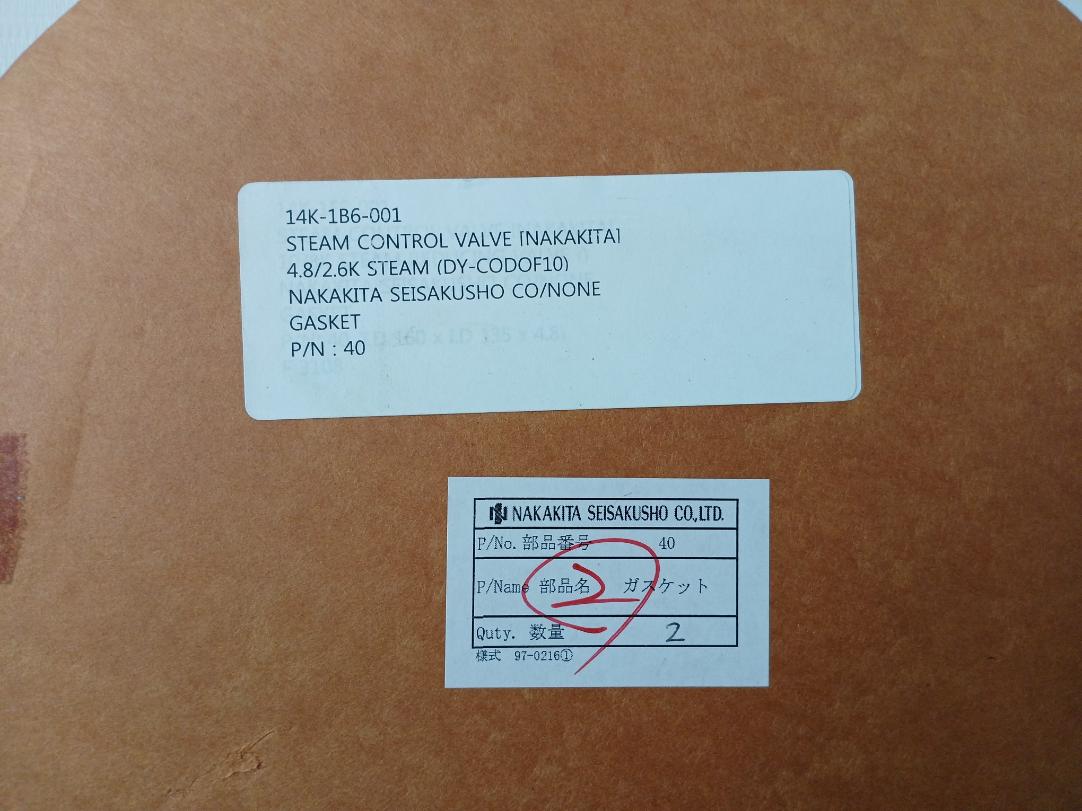 14K-1B6-001
STEAM CONTROL VALVE [NAKAKITA]
4.8/2.6K STEAM (DY-CODOF10)
NAKAKITA SEISAKUSHO CO/NONE
GASKET
P/N : 40
NAKAKITA SEISAKUSHO CO.,LTD.
P/No. 部品番号 40
P/Name 部品名 ガスケット
2
Quty. 数量 2
様式 97-0216①